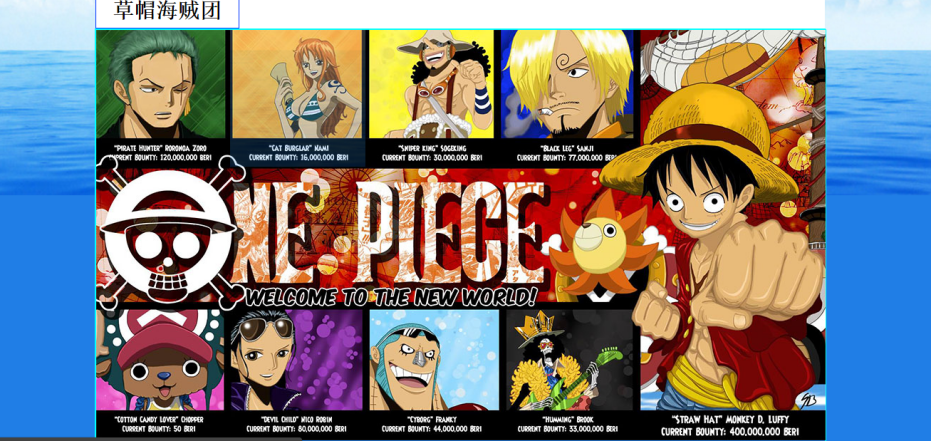 草帽海贼团
"PIRATE HUNTER" RORONOA ZORO
CURRENT BOUNTY: 120,000,000 BERI
"CAT BURGLAR" NAMI
CURRENT BOUNTY: 16,000,000 BERI
"SNIPER KING" SOGEKING
CURRENT BOUNTY: 30,000,000 BERI
"BLACK LEG" SANJI
CURRENT BOUNTY: 77,000,000 BERI
ONE PIECE
WELCOME TO THE NEW WORLD!
"COTTON CANDY LOVER" CHOPPER
CURRENT BOUNTY: 50 BERI
"DEVIL CHILD" NICO ROBIN
CURRENT BOUNTY: 80,000,000 BERI
"CYBORG" FRANKY
CURRENT BOUNTY: 44,000,000 BERI
"HUMMING" BROOK
CURRENT BOUNTY: 33,000,000 BERI
"STRAW HAT" MONKEY D. LUFFY
CURRENT BOUNTY: 400,000,000 BERI